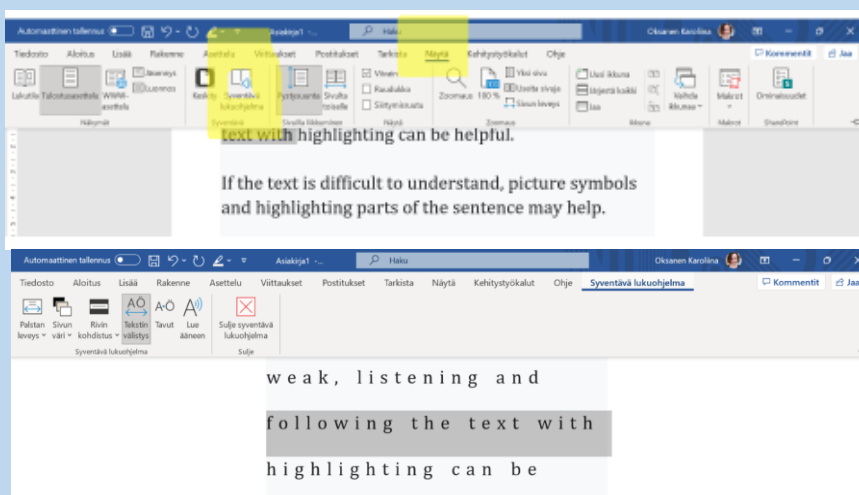 Automaattinen tallennus Asiakirja1 -... Haku Oksanen Karoliina
Tiedosto Aloitus Lisää Rakenne Asettelu Viittaukset Postitukset Tarkista Näytä Kehitystyökalut Ohje Kommentit Jaa
Lukutila Tulostusasettelu WWW-asettelu Jäsennys Luonnos
Keskity Syventävä lukuohjelma
Pystysuunta Sivulta toiselle
Viivain Ruudukko Siirtymisruutu
Zoomaus 100 % Yksi sivu Useita sivuja Sivun leveys
Uusi ikkuna Järjestä kaikki Jaa
Vaihda ikkunaa Makrot Ominaisuudet
Näkymät Syventävä Sivulla liikkuminen Näytä Zoomaus Ikkuna Makrot SharePoint
text with highlighting can be helpful.
If the text is difficult to understand, picture symbols
and highlighting parts of the sentence may help.
Automaattinen tallennus Asiakirja1 -... Haku Oksanen Karoliina
Tiedosto Aloitus Lisää Rakenne Asettelu Viittaukset Postitukset Tarkista Näytä Kehitystyökalut Ohje Syventävä lukuohjelma Kommentit Jaa
AÖ A·Ö A
Palstan Sivun Rivin Tekstin Tavut Lue Sulje syventävä
leveys väri kohdistus välistys ääneen lukuohjelma
Syventävä lukuohjelma Sulje
weak, listening and
following the text with
highlighting can be